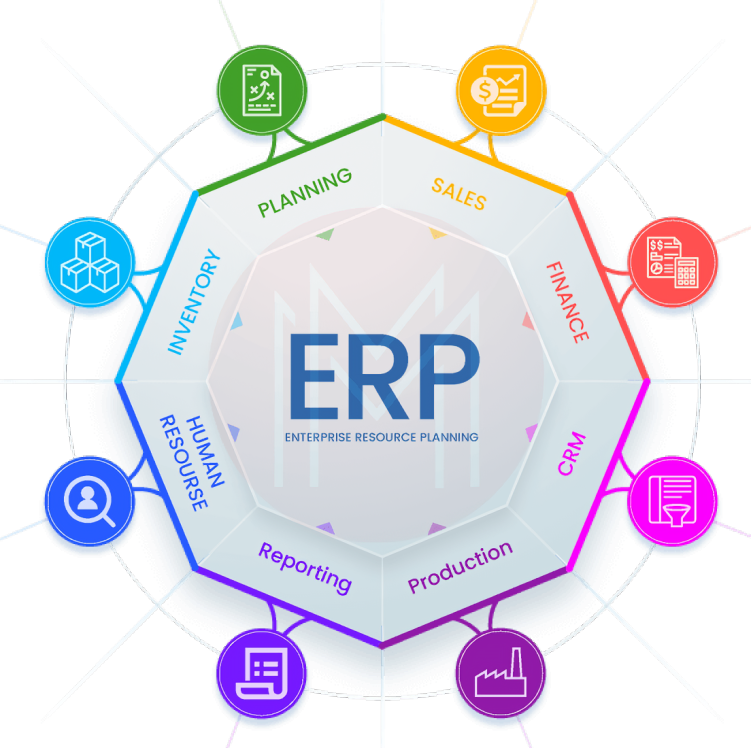 PLANNING
SALES
INVENTORY
FINANCE
ERP
ENTERPRISE RESOURCE PLANNING
HUMAN
RESOURSE
CRM
Reporting
Production